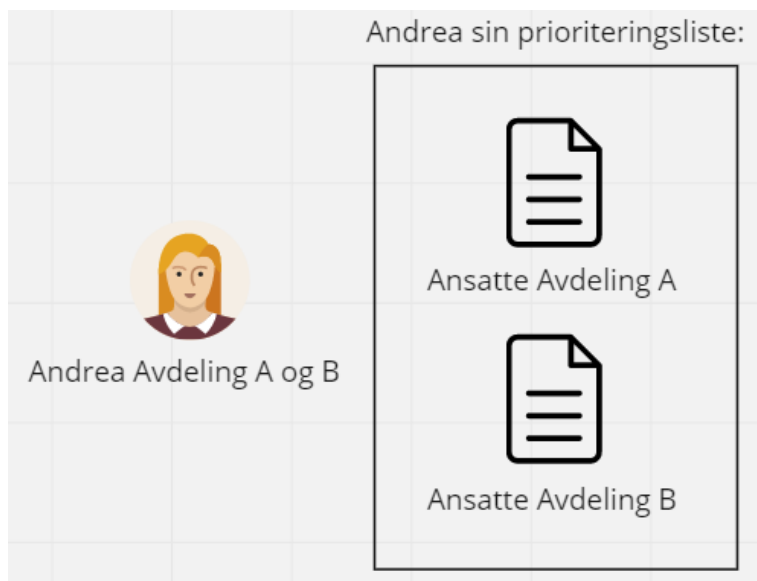 Andrea sin prioriteringsliste:
Ansatte Avdeling A
Andrea Avdeling A og B
Ansatte Avdeling B